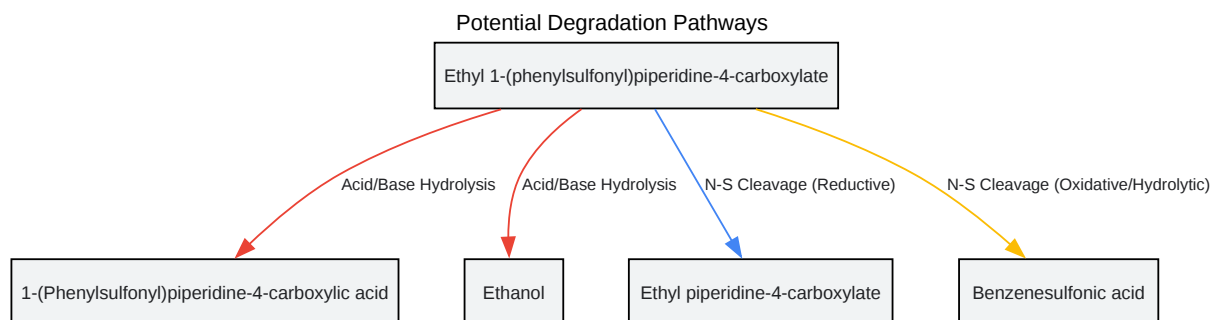 Potential Degradation Pathways
Ethyl 1-(phenylsulfonyl)piperidine-4-carboxylate
Acid/Base Hydrolysis
Acid/Base Hydrolysis
N-S Cleavage (Reductive)
N-S Cleavage (Oxidative/Hydrolytic)
1-(Phenylsulfonyl)piperidine-4-carboxylic acid
Ethanol
Ethyl piperidine-4-carboxylate
Benzenesulfonic acid